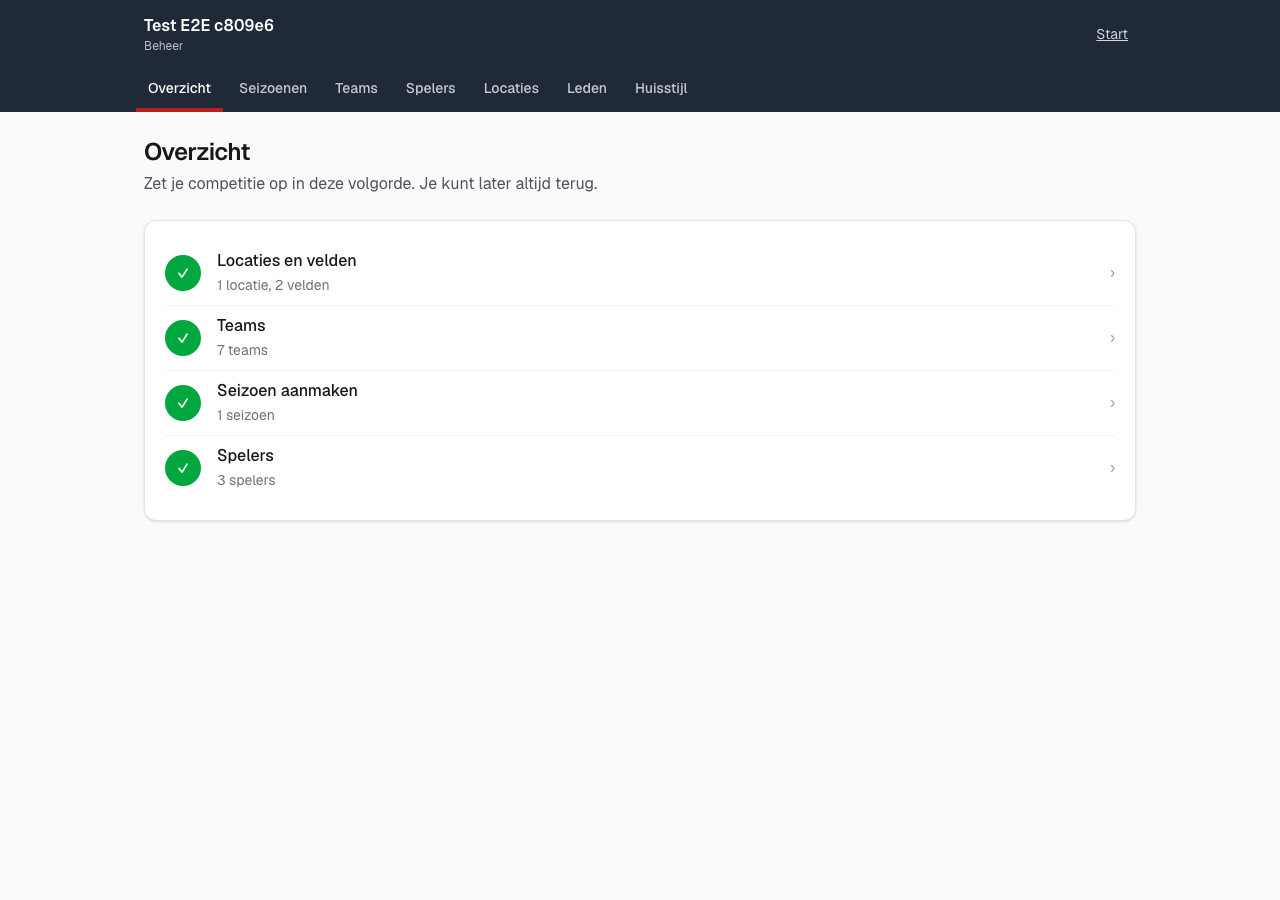 Test E2E c809e6
Beheer
Start
Overzicht
Seizoenen
Teams
Spelers
Locaties
Leden
Huisstijl
Overzicht
Zet je competitie op in deze volgorde. Je kunt later altijd terug.
Locaties en velden
1 locatie, 2 velden
Teams
7 teams
Seizoen aanmaken
1 seizoen
Spelers
3 spelers